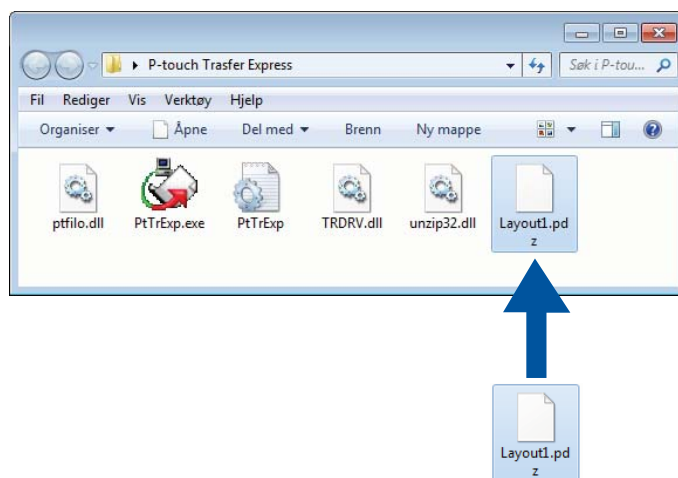 P-touch Trasfer Express
Søk i P-tou...
Fil Rediger Vis Verktøy Hjelp
Organiser Åpne Del med Brenn Ny mappe
ptfilo.dll PtTrExp.exe PtTrExp TRDRV.dll unzip32.dll Layout1.pd
z
Layout1.pd
z